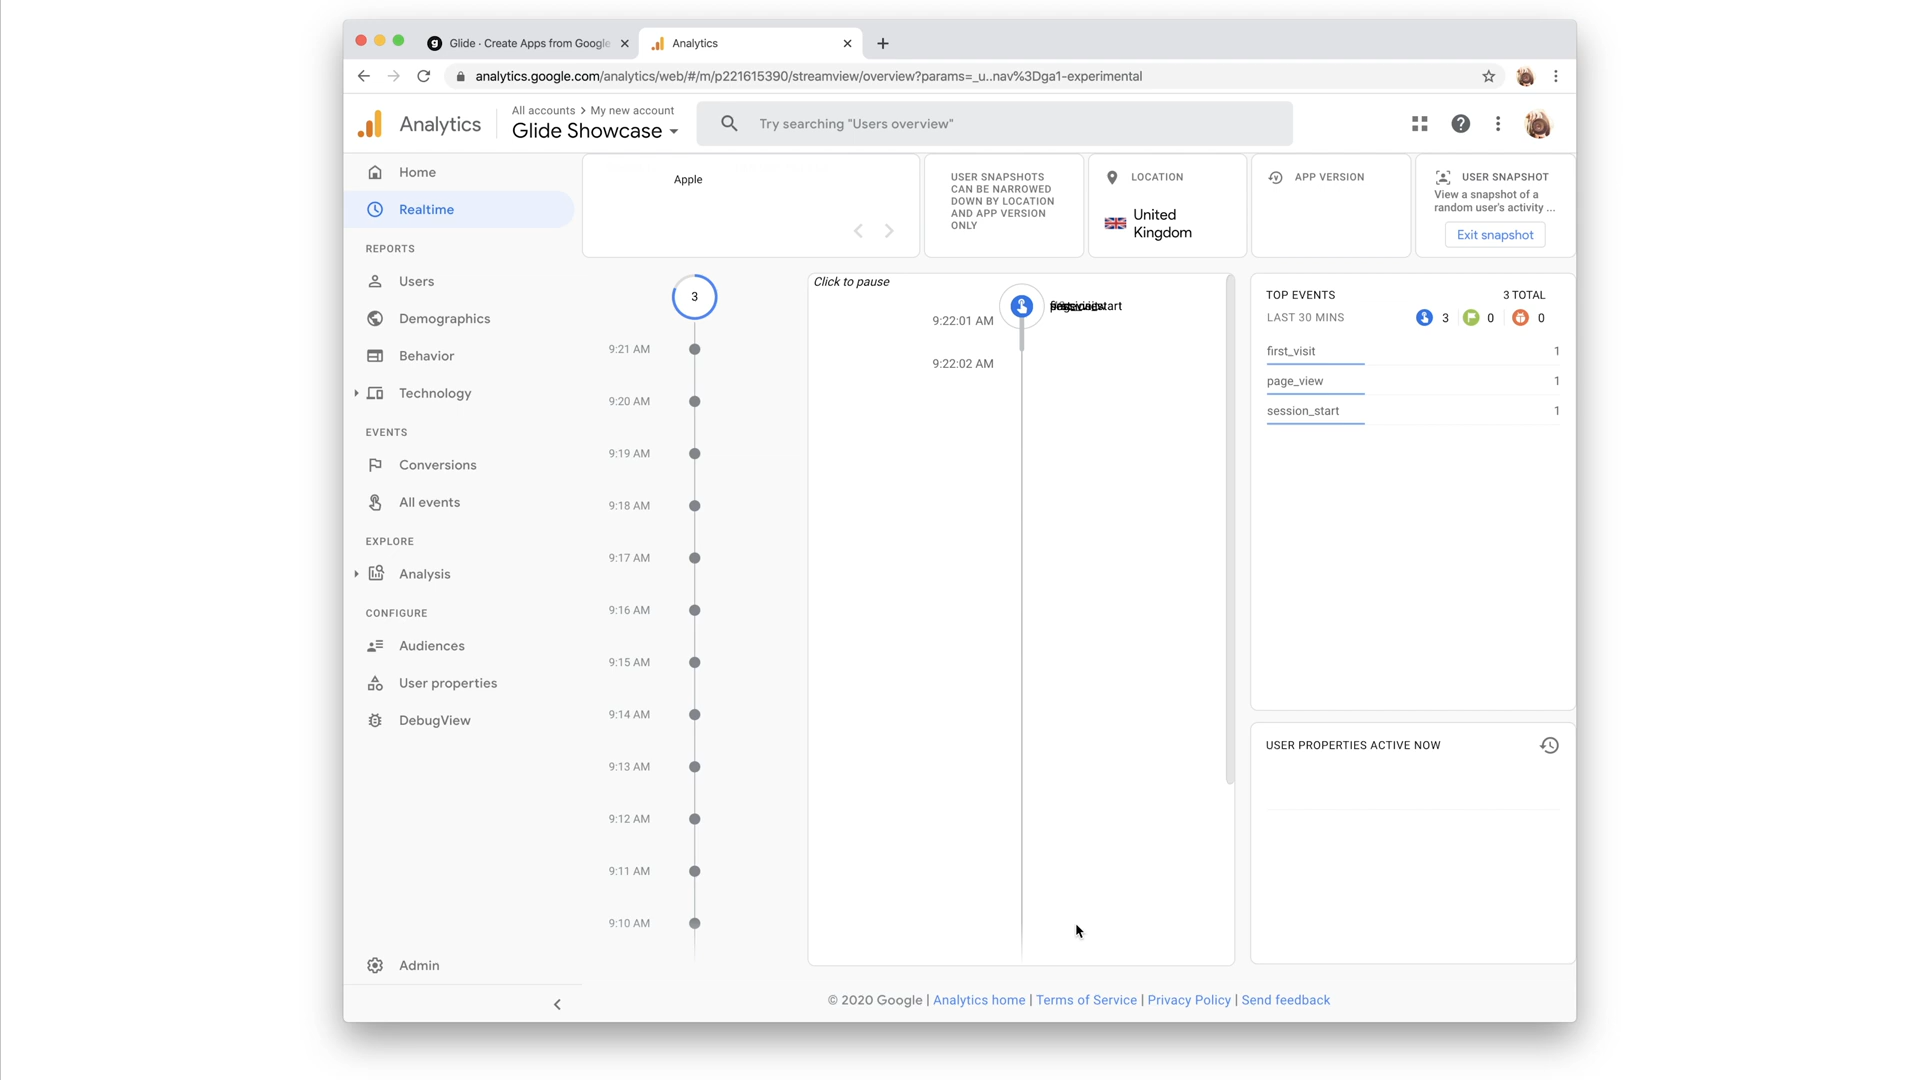 Glide - Create Apps from Google
Analytics
analytics.google.com/analytics/web/#/m/p221615390/streamview/overview?params=_u..nav%3Dga1-experimental
Analytics
All accounts > My new account
Glide Showcase
Try searching "Users overview"
Home
Realtime
REPORTS
Users
Demographics
Behavior
Technology
EVENTS
Conversions
All events
EXPLORE
Analysis
CONFIGURE
Audiences
User properties
DebugView
Admin
Apple
USER SNAPSHOTS
CAN BE NARROWED
DOWN BY LOCATION
AND APP VERSION
ONLY
LOCATION
United
Kingdom
APP VERSION
USER SNAPSHOT
View a snapshot of a
random user's activity ...
Exit snapshot
3
9:21 AM
9:20 AM
9:19 AM
9:18 AM
9:17 AM
9:16 AM
9:15 AM
9:14 AM
9:13 AM
9:12 AM
9:11 AM
9:10 AM
Click to pause
9:22:01 AM
9:22:02 AM
TOP EVENTS
3 TOTAL
LAST 30 MINS
3
0
0
first_visit
1
page_view
1
session_start
1
USER PROPERTIES ACTIVE NOW
© 2020 Google | Analytics home | Terms of Service | Privacy Policy | Send feedback